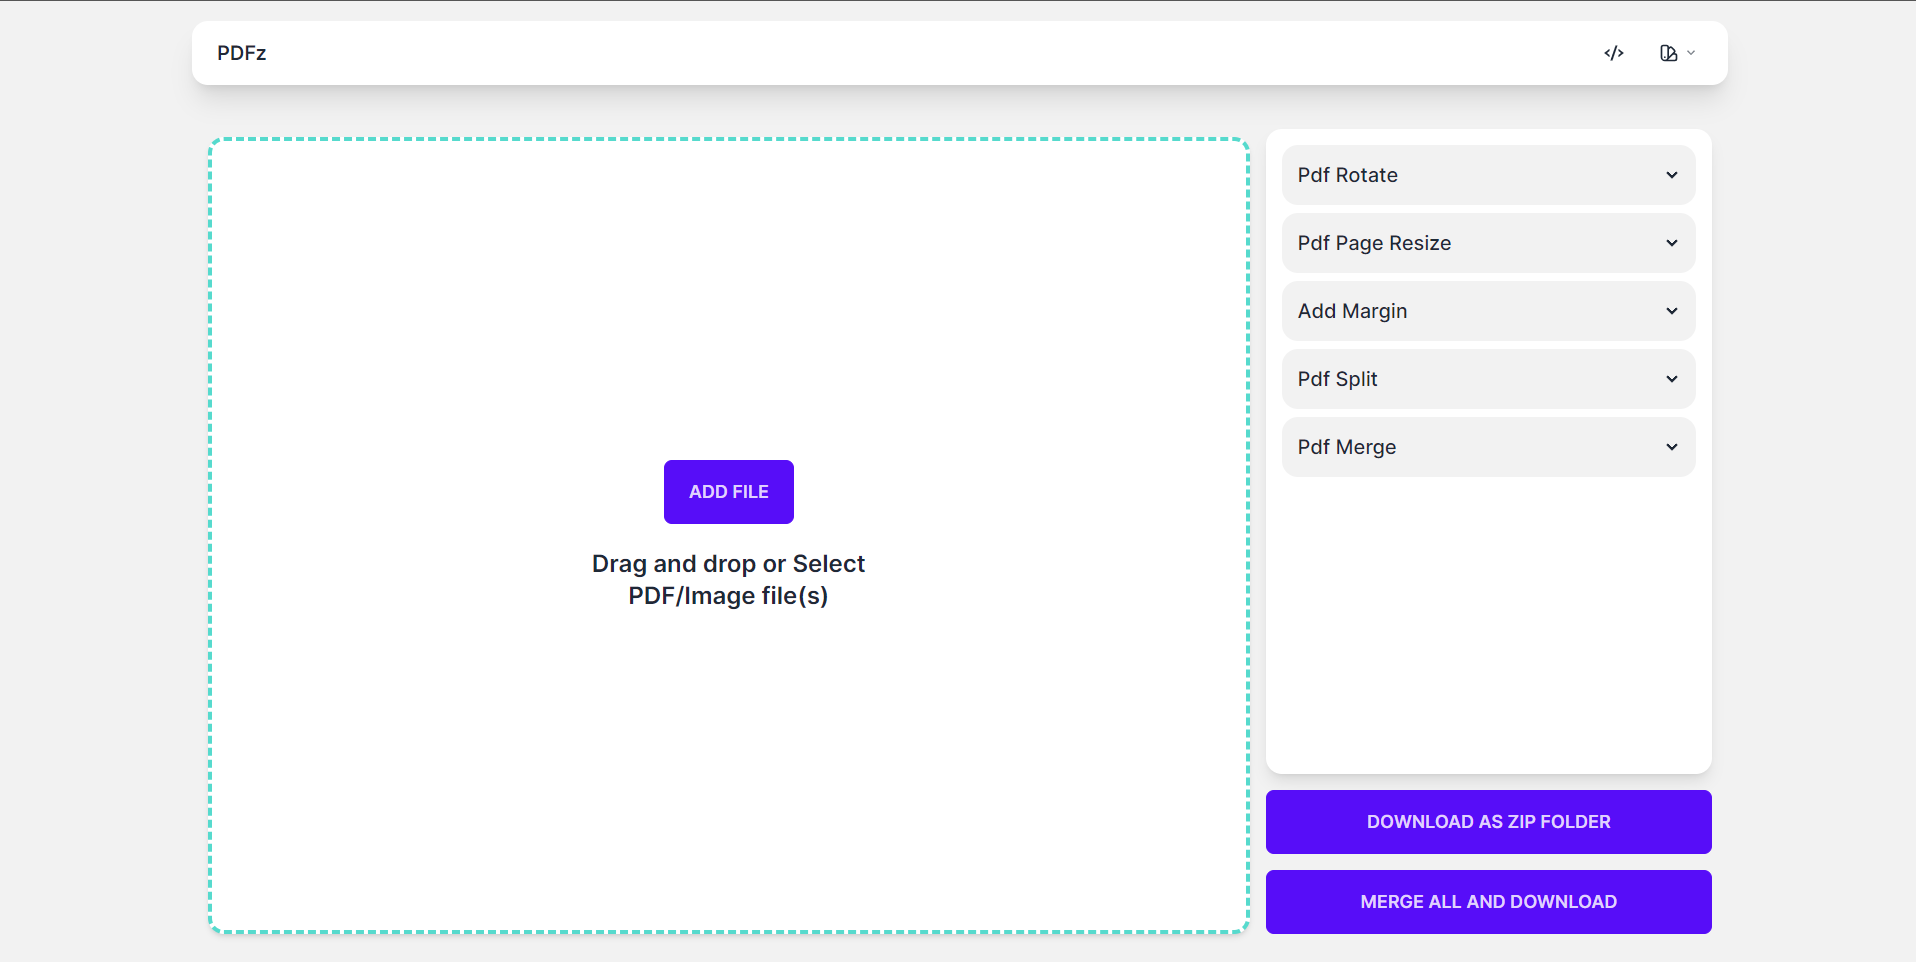 PDFz
ADD FILE
Drag and drop or Select
PDF/Image file(s)
Pdf Rotate
Pdf Page Resize
Add Margin
Pdf Split
Pdf Merge
DOWNLOAD AS ZIP FOLDER
MERGE ALL AND DOWNLOAD